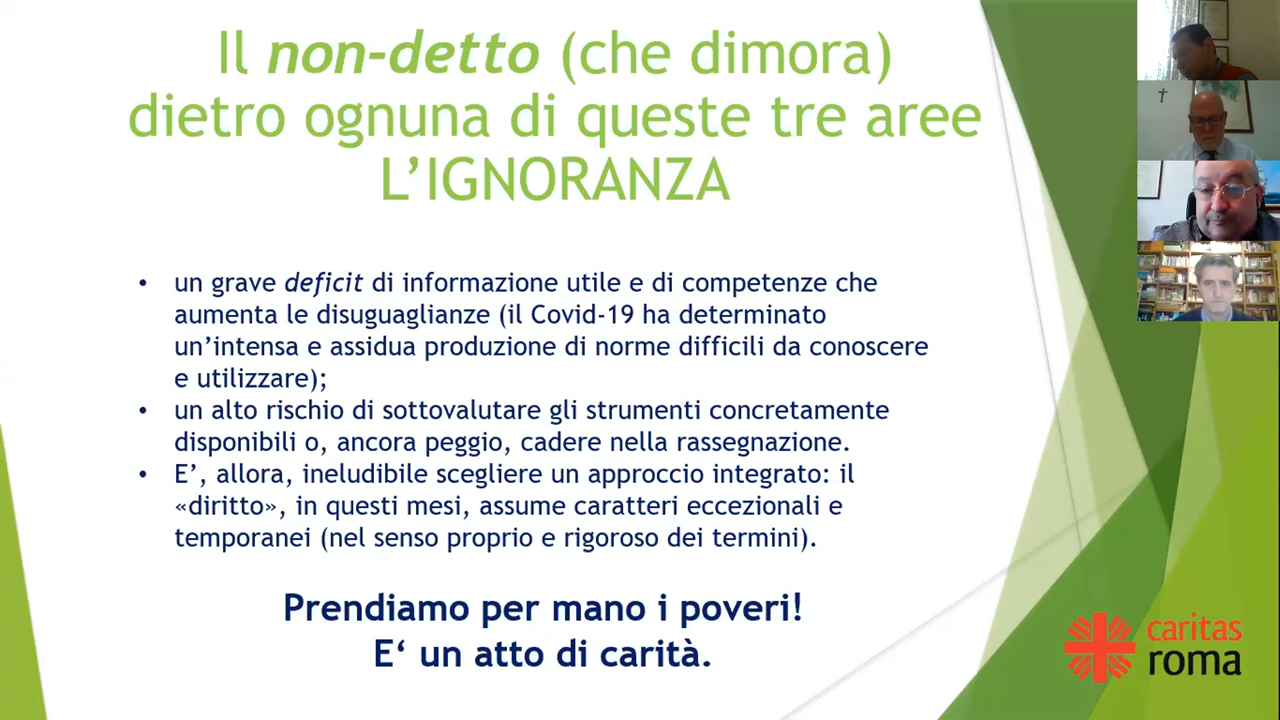 Il non-detto (che dimora)
dietro ognuna di queste tre aree
L’IGNORANZA
• un grave deficit di informazione utile e di competenze che
aumenta le disuguaglianze (il Covid-19 ha determinato
un’intensa e assidua produzione di norme difficili da conoscere
e utilizzare);
• un alto rischio di sottovalutare gli strumenti concretamente
disponibili o, ancora peggio, cadere nella rassegnazione.
• E’, allora, ineludibile scegliere un approccio integrato: il
«diritto», in questi mesi, assume caratteri eccezionali e
temporanei (nel senso proprio e rigoroso dei termini).
Prendiamo per mano i poveri!
E‘ un atto di carità.
caritas
roma